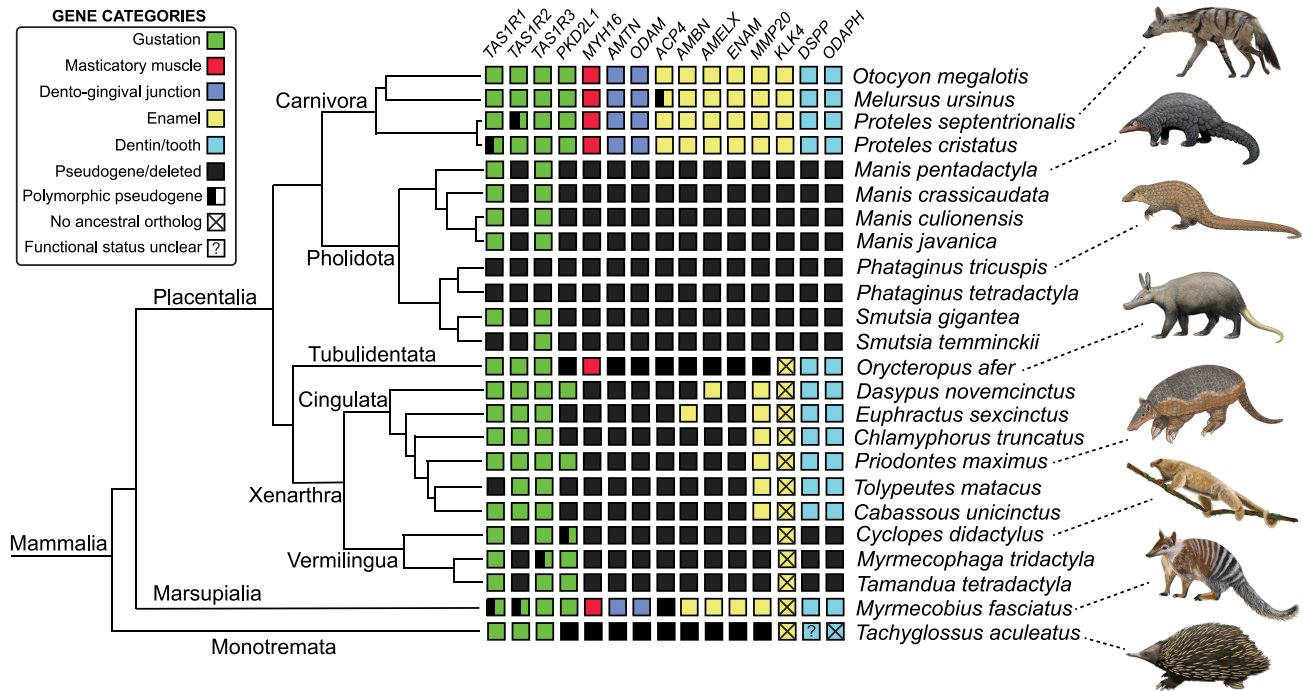 GENE CATEGORIES
Gustation
Masticatory muscle
Dento-gingival junction
Enamel
Dentin/tooth
Pseudogene/deleted
Polymorphic pseudogene
No ancestral ortholog
Functional status unclear ?
TAS1R1 TAS1R2 TAS1R3 PKD2L1 MYH16 AMTN ODAM ACP4 AMBN AMELX ENAM MMP20 KLK4 DSPP ODAPH
Otocyon megalotis
Carnivora
Melursus ursinus
Proteles septentrionalis
Proteles cristatus
Manis pentadactyla
Manis crassicaudata
Manis culionensis
Manis javanica
Pholidota
Phataginus tricuspis
Placentalia
Phataginus tetradactyla
Smutsia gigantea
Smutsia temminckii
Tubulidentata
Orycteropus afer
Cingulata
Dasypus novemcinctus
Euphractus sexcinctus
Chlamyphorus truncatus
Priodontes maximus
Xenarthra
Tolypeutes matacus
Cabassous unicinctus
Mammalia
Cyclopes didactylus
Vermilingua
Myrmecophaga tridactyla
Tamandua tetradactyla
Marsupialia
Myrmecobius fasciatus
? Tachyglossus aculeatus
Monotremata